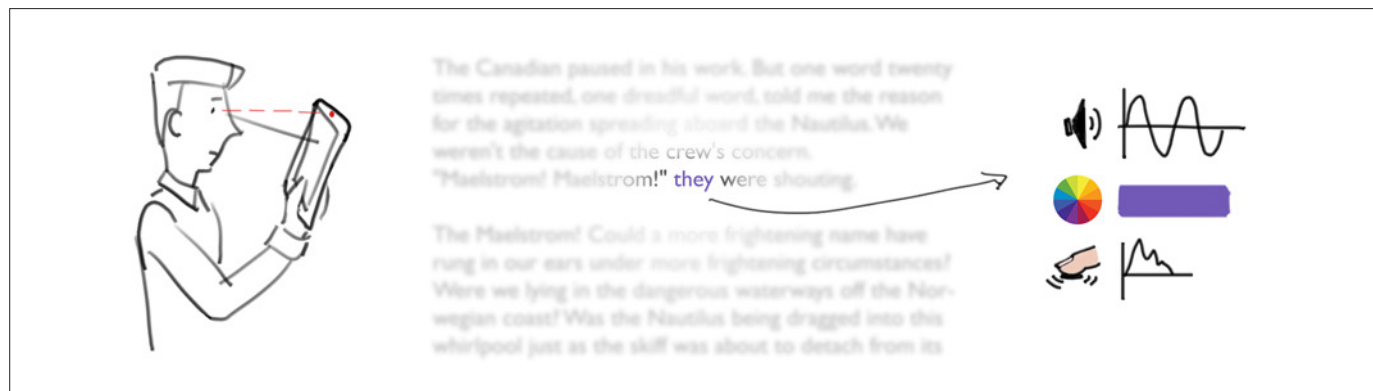 The Canadian paused in his work. But one word twenty
times repeated, one dreadful word, told me the reason
for the agitation spreading aboard the Nautilus. We
weren't the cause of the crew's concern.
"Maelstrom! Maelstrom!" they were shouting.
The Maelstrom! Could a more frightening name have
rung in our ears under more frightening circumstances?
Were we lying in the dangerous waterways off the Nor-
wegian coast? Was the Nautilus being dragged into this
whirlpool just as the skiff was about to detach from its